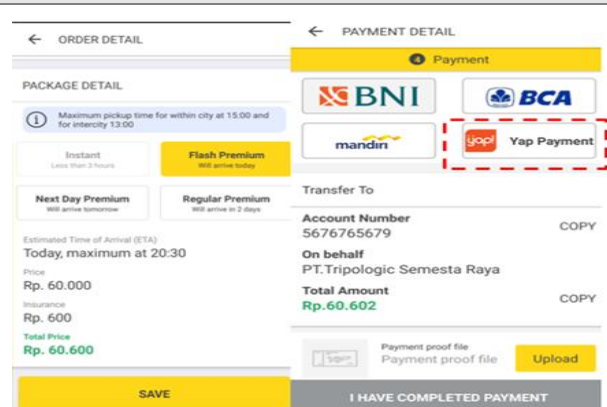 ORDER DETAIL
PACKAGE DETAIL
Maximum pickup time for within city at 15:00 and
for intercity 13:00
Instant
Less than 3 hours
Flash Premium
Will arrive today
Next Day Premium
Will arrive tomorrow
Regular Premium
Will arrive in 2 days
Estimated Time of Arrival (ETA)
Today, maximum at 20:30
Price
Rp. 60.000
Insurance
Rp. 600
Total Price
Rp. 60.600
SAVE
PAYMENT DETAIL
4 Payment
BNI
BCA
mandiri
yap!
Yap Payment
Transfer To
Account Number
5676765679
COPY
On behalf
PT.Tripologic Semesta Raya
Total Amount
Rp.60.602
COPY
Payment proof file
Payment proof file
Upload
I HAVE COMPLETED PAYMENT